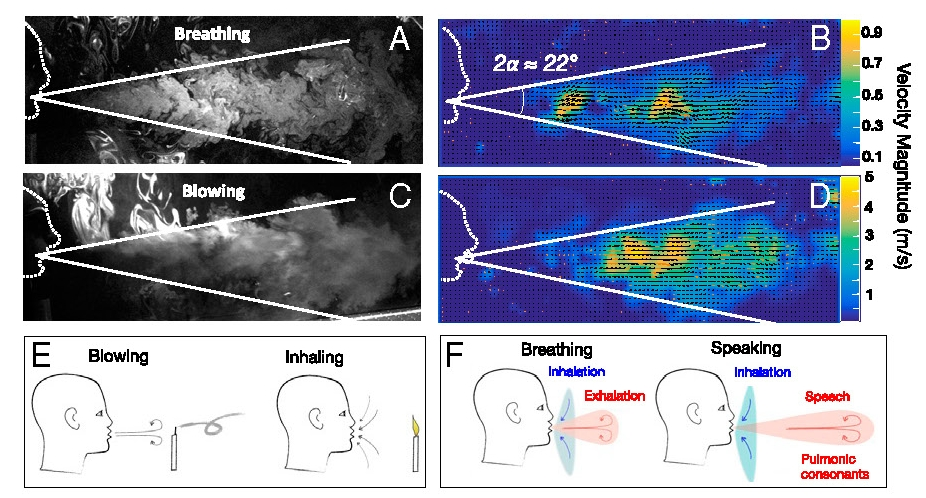 Breathing
A
B
2α ≈ 22°
0.9
0.7
0.5
0.3
0.1
Blowing
C
D
5
4
3
2
1
Velocity Magnitude (m/s)
E
Blowing
Inhaling
F
Breathing
Speaking
Inhalation
Inhalation
Exhalation
Speech
Pulmonic
consonants